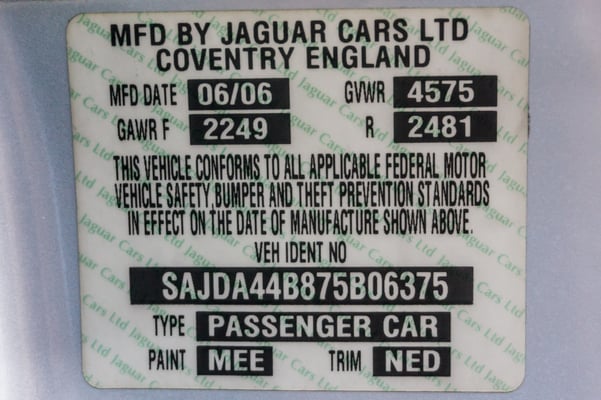 MFD BY JAGUAR CARS LTD
COVENTRY ENGLAND
MFD DATE 06/06 GVWR 4575
GAWR F 2249 R 2481
THIS VEHICLE CONFORMS TO ALL APPLICABLE FEDERAL MOTOR
VEHICLE SAFETY,BUMPER AND THEFT PREVENTION STANDARDS
IN EFFECT ON THE DATE OF MANUFACTURE SHOWN ABOVE.
VEH IDENT NO
SAJDA44B875B06375
TYPE PASSENGER CAR
PAINT MEE TRIM NED